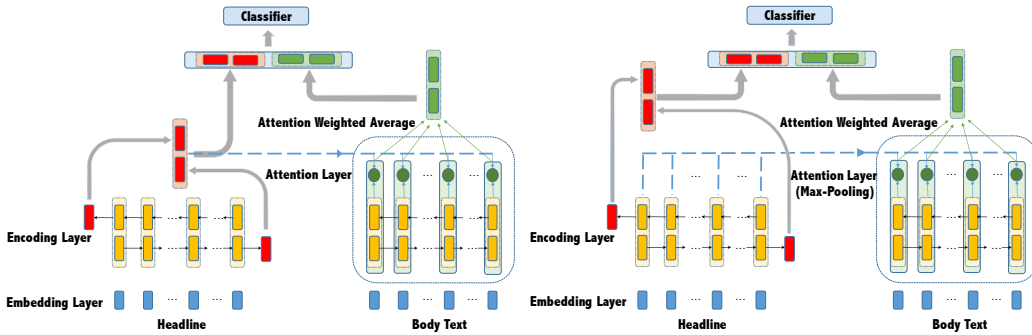 Classifier
Attention Weighted Average
Attention Layer
...
...
...
...
Encoding Layer
...
...
Embedding Layer
...
...
Headline
Body Text
Classifier
Attention Weighted Average
Attention Layer
(Max-Pooling)
...
...
...
...
...
Encoding Layer
...
...
Embedding Layer
...
...
Headline
Body Text